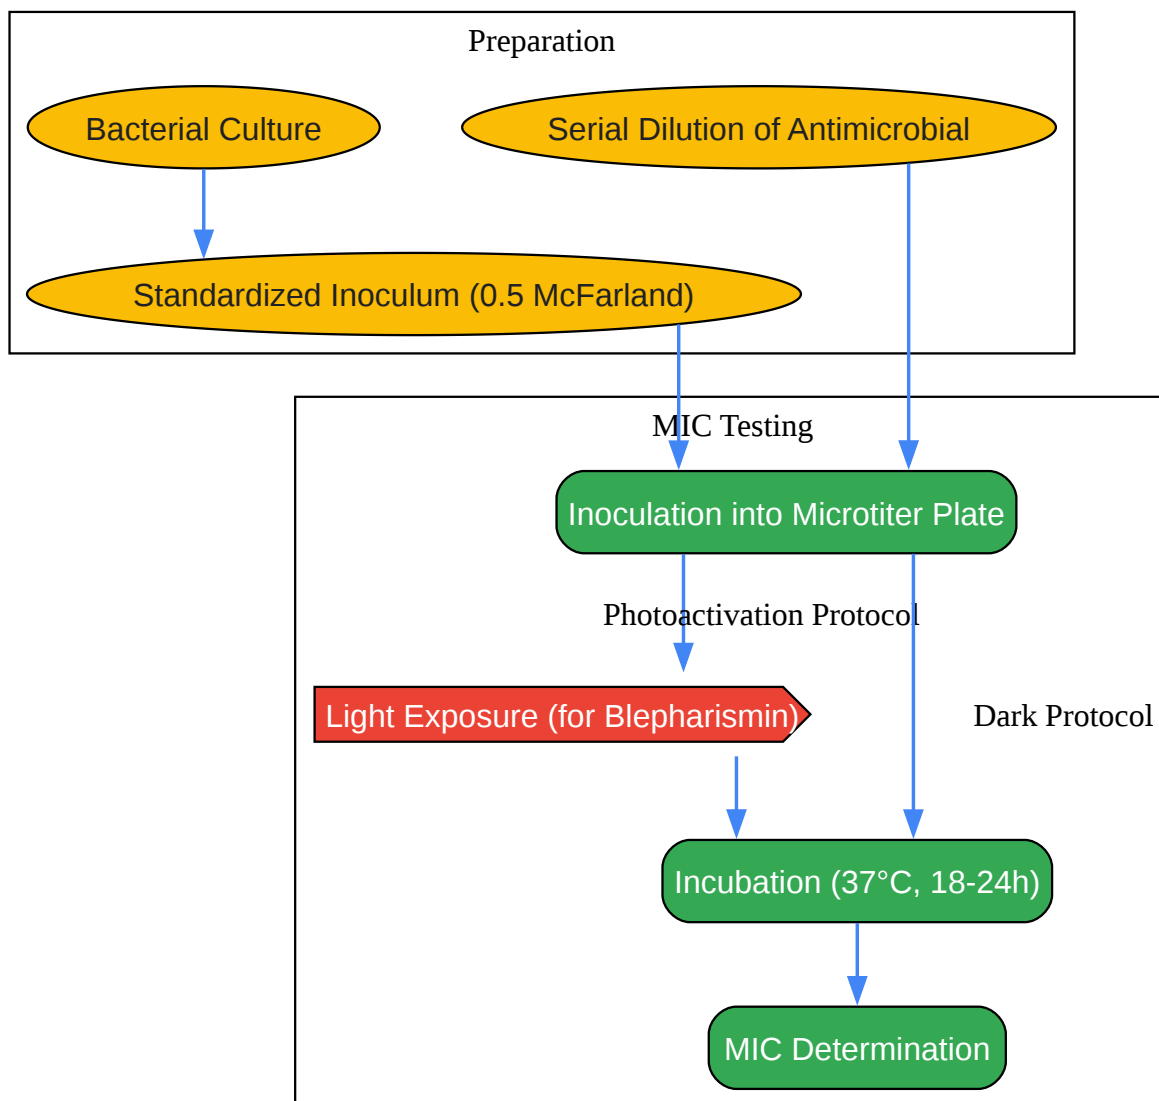 Preparation
Bacterial Culture
Serial Dilution of Antimicrobial
Standardized Inoculum (0.5 McFarland)
MIC Testing
Inoculation into Microtiter Plate
Photoactivation Protocol
Light Exposure (for Blepharismin)
Dark Protocol
Incubation (37°C, 18-24h)
MIC Determination